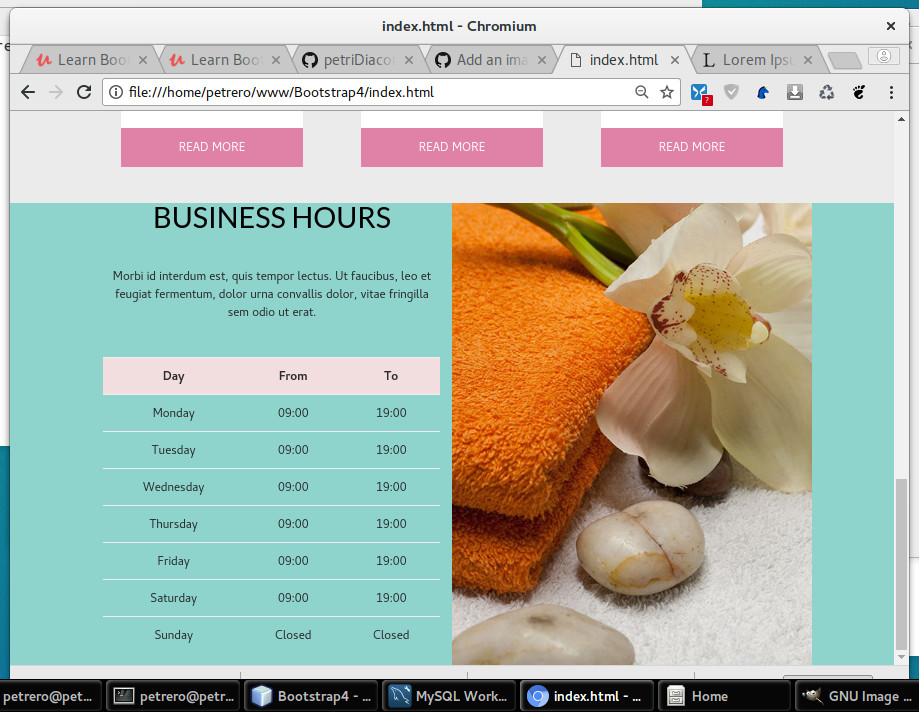 index.html - Chromium
Learn Boo
Learn Boo
petriDiaco
Add an ima
index.html
Lorem Ips
file:///home/petrero/www/Bootstrap4/index.html
READ MORE READ MORE READ MORE
BUSINESS HOURS
Morbi id interdum est, quis tempor lectus. Ut faucibus, leo et
feugiat fermentum, dolor urna convallis dolor, vitae fringilla
sem odio ut erat.
Day From To
Monday 09:00 19:00
Tuesday 09:00 19:00
Wednesday 09:00 19:00
Thursday 09:00 19:00
Friday 09:00 19:00
Saturday 09:00 19:00
Sunday Closed Closed
petrero@pet... petrero@petr... Bootstrap4 - ... MySQL Work... index.html - ... Home GNU Image ...